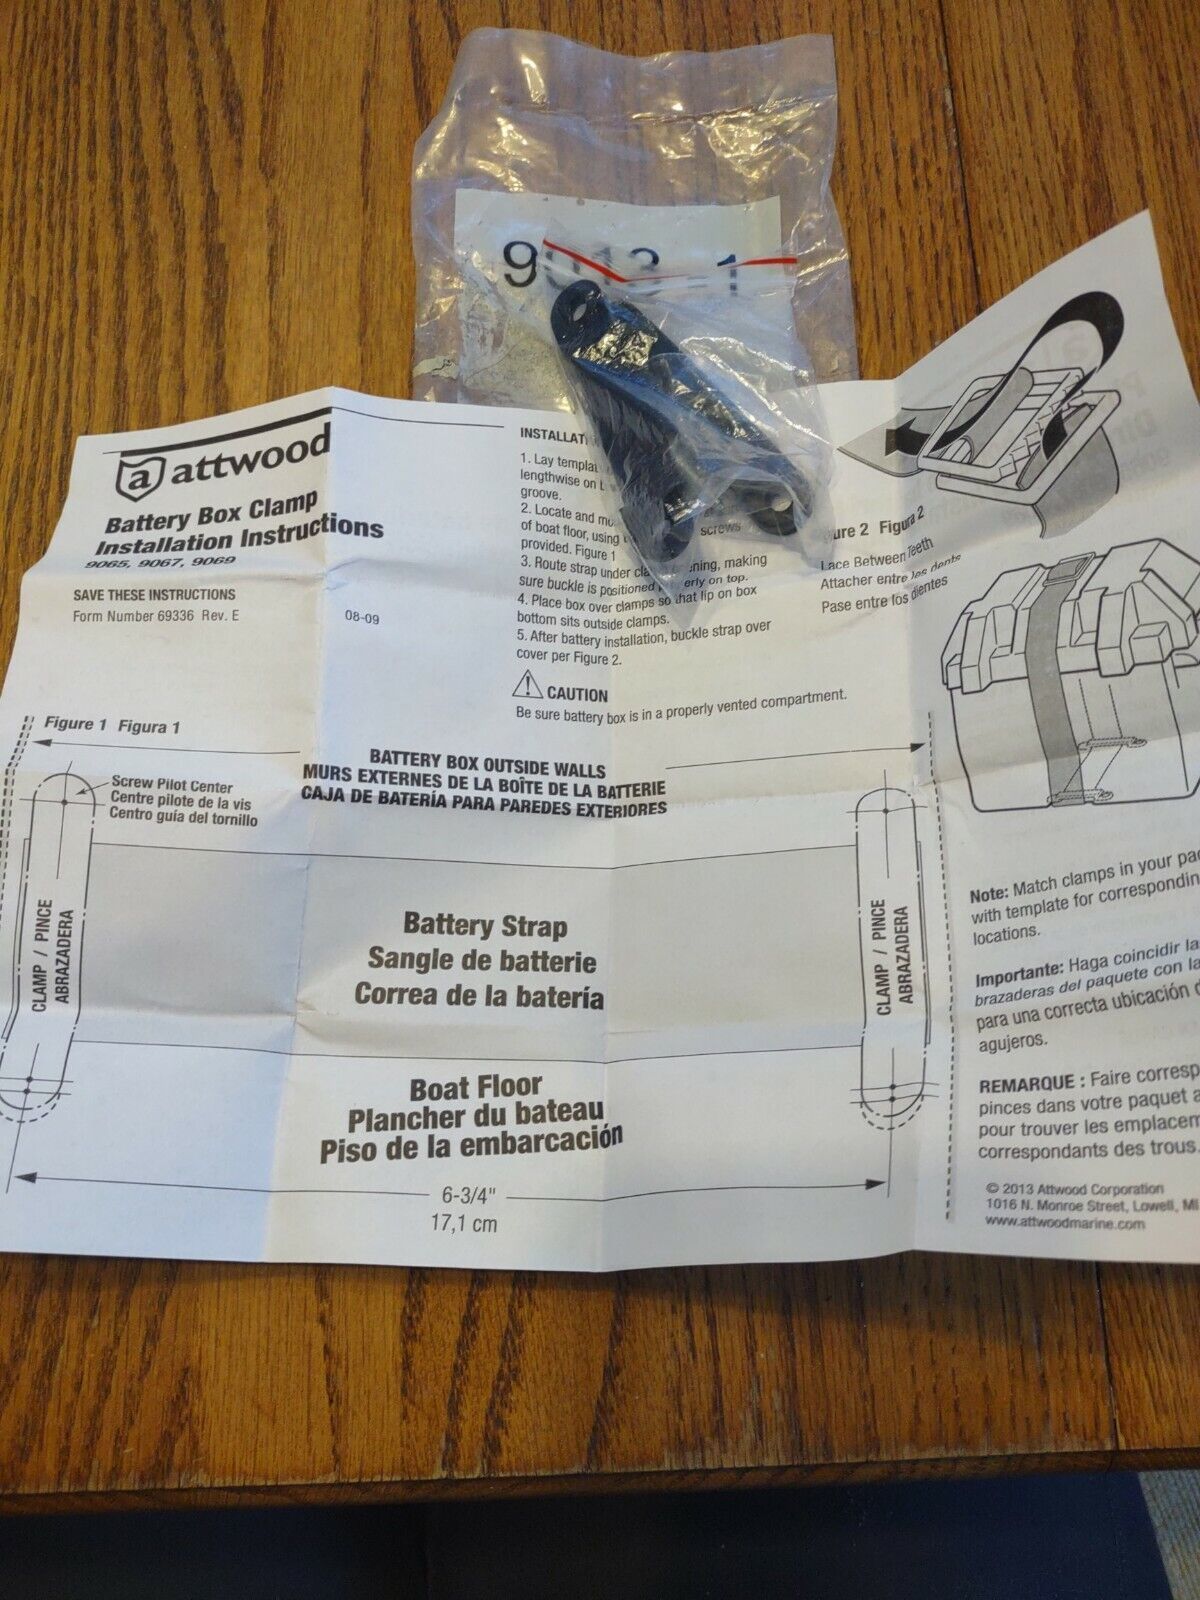 attwood
Battery Box Clamp
Installation Instructions
9065, 9067, 9069
SAVE THESE INSTRUCTIONS
Form Number 69336 Rev. E
08-09
1. Lay
lengthwise on
groove.
2. Locate and
of boat floor, using screws
provided. Figure 1
3. Route strap under making
sure buckle is positioned on top.
4. Place box over clamps so that lip on box
bottom sits outside clamps.
5. After battery installation, buckle strap over
cover per Figure 2.
CAUTION
Be sure battery box is in a properly vented compartment.
2 Figura 2
Lace Between Teeth
Attacher entre les dents
Pase entre los dientes
Figure 1 Figura 1
BATTERY BOX OUTSIDE WALLS
MURS EXTERNES DE LA BOÎTE DE LA BATTERIE
CAJA DE BATERÍA PARA PAREDES EXTERIORES
Screw Pilot Center
Centre pilote de la vis
Centro guía del tornillo
CLAMP / PINCE
ABRAZADERA
Battery Strap
Sangle de batterie
Correa de la batería
CLAMP / PINCE
ABRAZADERA
Boat Floor
Plancher du bateau
Piso de la embarcación
6-3/4"
17,1 cm
Note: Match clamps in your
with template for
locations.
Importante: Haga coincidir
brazaderas del paquete con
para una correcta ubicación
agujeros.
REMARQUE : Faire
pinces dans votre paquet
pour trouver les
correspondants des trous.
© 2013 Attwood Corporation
1016 N. Monroe Street, Lowell, MI
www.attwoodmarine.com